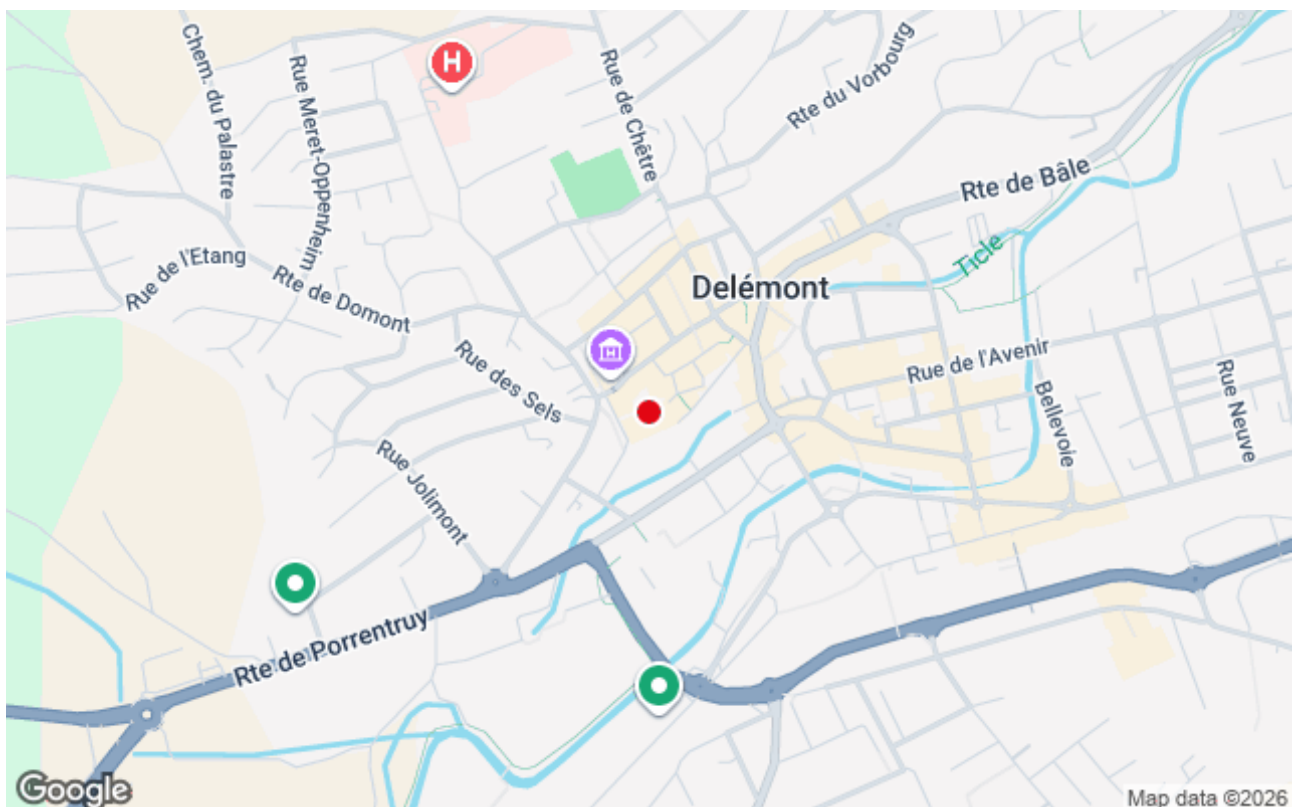 Chem. du Palastre
Rue Meret-Oppenheim
H
Rue de Chêtre
Rte du Vorbourg
Rte de Bâle
Ticle
Rue de l'Etang
Rte de Domont
Delémont
Rue des Sels
Rue de l'Avenir
Bellevoie
Rue Neuve
Rue Jolimont
Rte de Porrentruy
Google
Map data ©2026